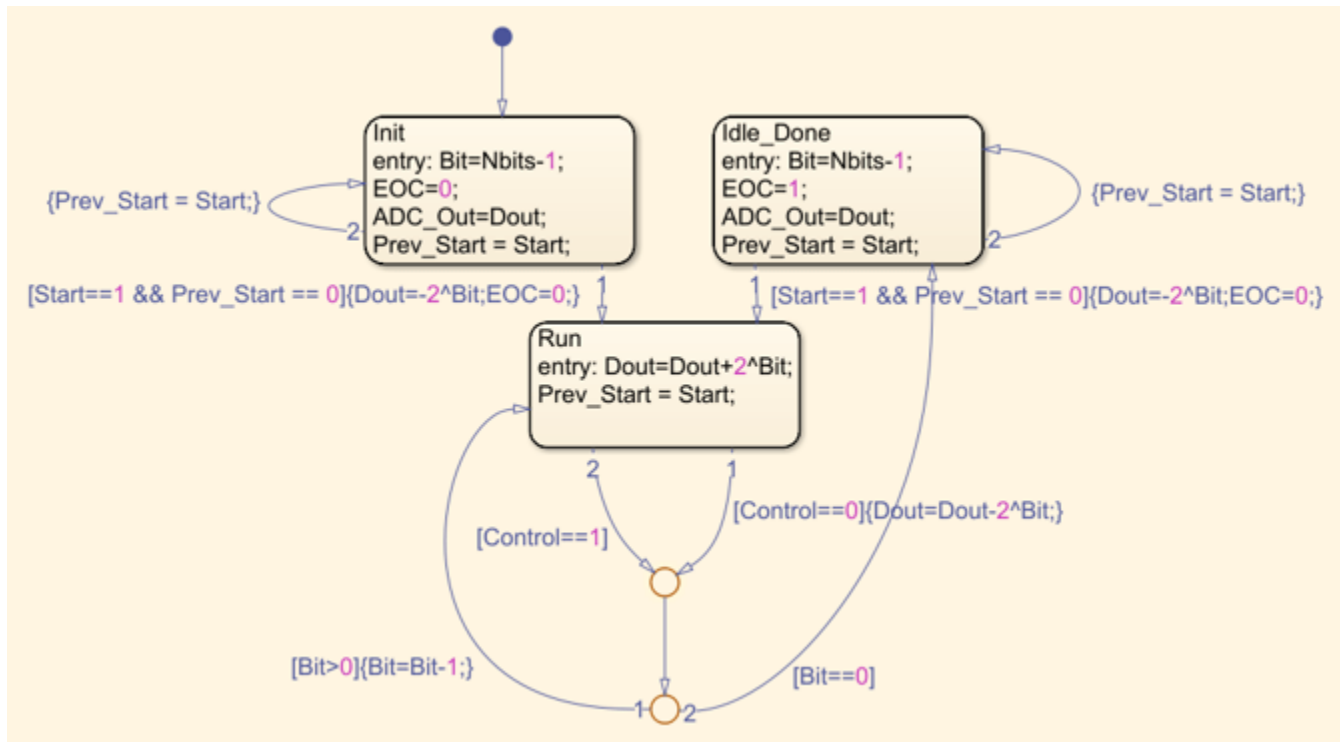 Init
entry: Bit=Nbits-1;
EOC=0;
ADC_Out=Dout;
Prev_Start = Start;
{Prev_Start = Start;}
2
Idle_Done
entry: Bit=Nbits-1;
EOC=1;
ADC_Out=Dout;
Prev_Start = Start;
{Prev_Start = Start;}
2
1
[Start==1 && Prev_Start == 0]{Dout=-2^Bit;EOC=0;}
1
[Start==1 && Prev_Start == 0]{Dout=-2^Bit;EOC=0;}
Run
entry: Dout=Dout+2^Bit;
Prev_Start = Start;
2
1
[Control==1]
[Control==0]{Dout=Dout-2^Bit;}
[Bit>0]{Bit=Bit-1;}
[Bit==0]
1
2